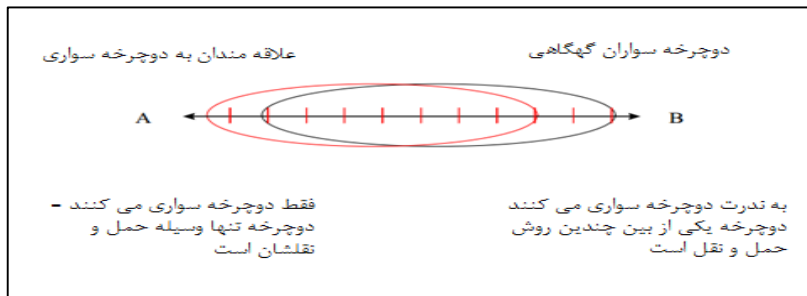 دوچرخه سواران گهگاهی
علاقه مندان به دوچرخه سواری
A
B
به ندرت دوچرخه سواری می کنند
دوچرخه یکی از بین چندین روش
حمل و نقل است
فقط دوچرخه سواری می کنند –
دوچرخه تنها وسیله حمل و
نقلشان است